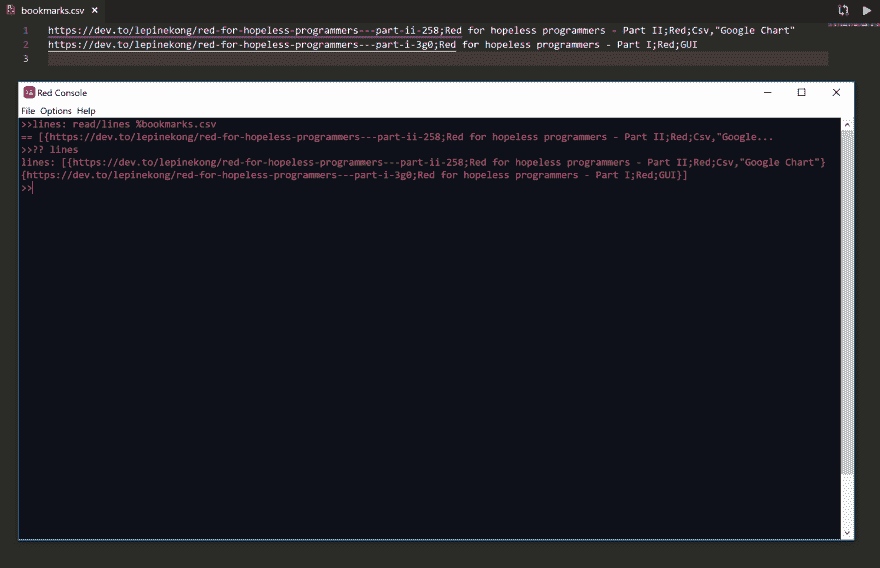 bookmarks.csv ×
1 https://dev.to/lepinekong/red-for-hopeless-programmers---part-ii-258;Red for hopeless programmers - Part II;Red;Csv,"Google Chart"
2 https://dev.to/lepinekong/red-for-hopeless-programmers---part-i-3g0;Red for hopeless programmers - Part I;Red;GUI
3
Red Console
File Options Help
>>lines: read/lines %bookmarks.csv
== [{https://dev.to/lepinekong/red-for-hopeless-programmers---part-ii-258;Red for hopeless programmers - Part II;Red;Csv,"Google...
>>?? lines
lines: [{https://dev.to/lepinekong/red-for-hopeless-programmers---part-ii-258;Red for hopeless programmers - Part II;Red;Csv,"Google Chart"}
{https://dev.to/lepinekong/red-for-hopeless-programmers---part-i-3g0;Red for hopeless programmers - Part I;Red;GUI}]
>>